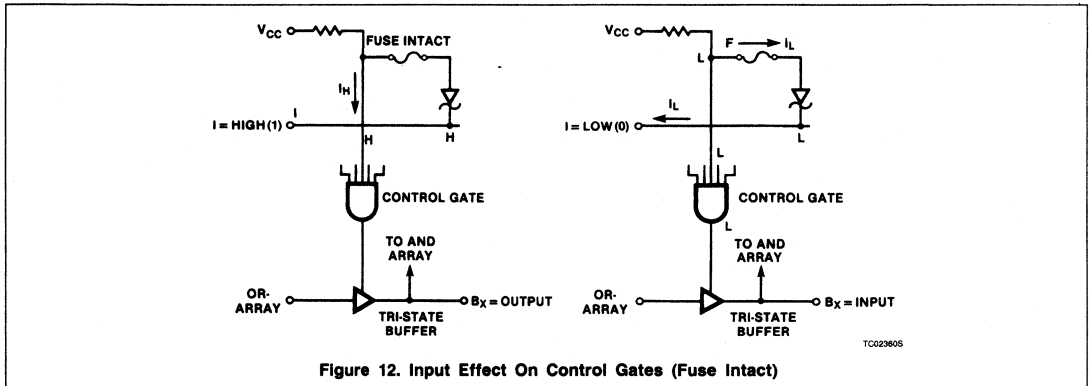 VCC
FUSE INTACT
IH
I
I = HIGH (1)
H
H
CONTROL GATE
TO AND
ARRAY
OR-
ARRAY
BX = OUTPUT
TRI-STATE
BUFFER
VCC
F
IL
L
IL
I = LOW (0)
L
L
CONTROL GATE
L
TO AND
ARRAY
OR-
ARRAY
BX = INPUT
TRI-STATE
BUFFER
TC02360S
Figure 12. Input Effect On Control Gates (Fuse Intact)